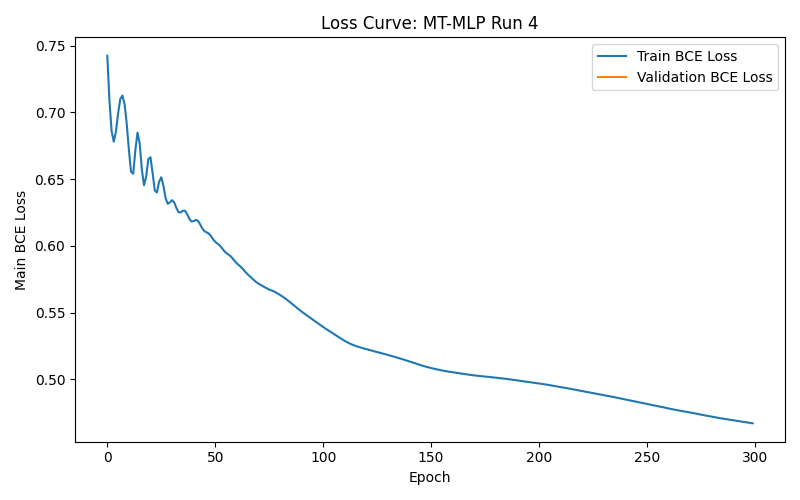 Loss Curve: MT-MLP Run 4
Train BCE Loss
Validation BCE Loss
Main BCE Loss
0.75
0.70
0.65
0.60
0.55
0.50
0
50
100
150
200
250
300
Epoch